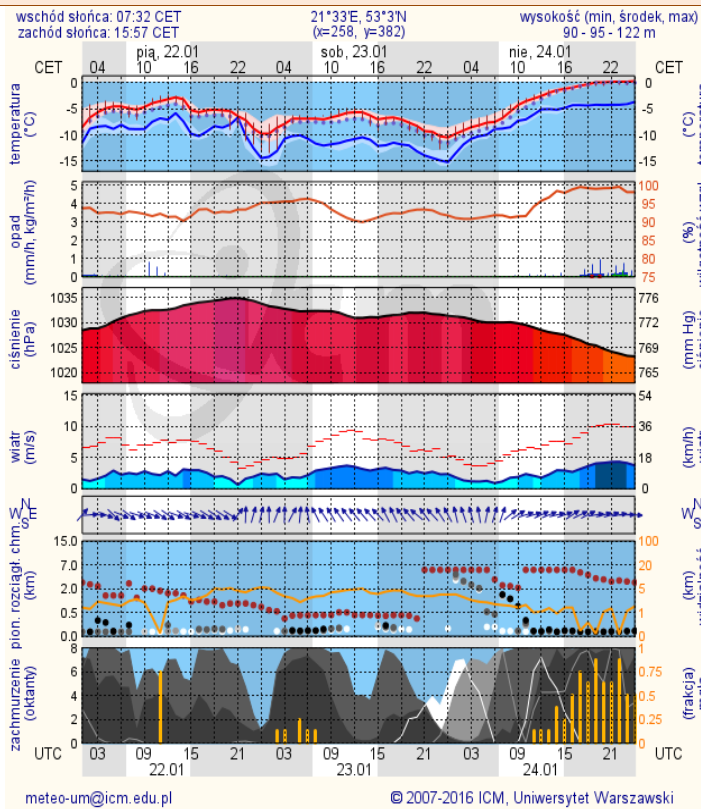 wschód słońca: 07:32 CET 21°33'E, 53°3'N wysokość (min, środek, max)
zachód słońca: 15:57 CET (x=258, y=382) 90 - 95 - 122 m
pią, 22.01 sob, 23.01 nie, 24.01
CET 04 10 16 22 04 10 16 22 04 10 16 22 CET
temperatura
(°C)
0 0
-5 -5
-10 -10
-15 -15
(°C)
opad
(mm/h, kg/m²/h)
5 100
4 95
3 90
2 85
1 80
0 75
(%)
icm
ciśnienie
(hPa)
1035 776
1030 772
1025 769
1020 765
(mm Hg)
ciśnienie
wiatr
(m/s)
15 54
10 36
5 18
0 0
(km/h)
wiatr
N
W E
S
N
W
S
pion. rozciągł. chm.
(km)
15.0 100
7.0 20
2.0 5
0.5 1
0.0 0
(km)
zachmurzenie
(oktanty)
8 1
6 0.75
4 0.5
2 0.25
0 0
(frakcja)
UTC 03 09 15 21 03 09 15 21 03 09 15 21 UTC
22.01 23.01 24.01
meteo-um@icm.edu.pl © 2007-2016 ICM, Uniwersytet Warszawski